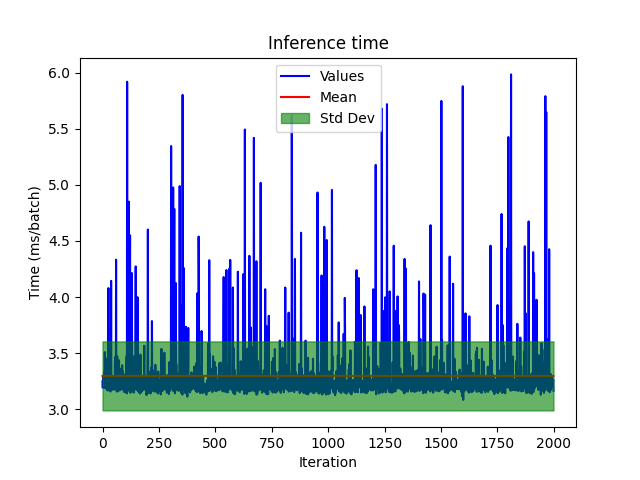 Inference time
Values
Mean
Std Dev
Time (ms/batch)
6.0
5.5
5.0
4.5
4.0
3.5
3.0
0 250 500 750 1000 1250 1500 1750 2000
Iteration